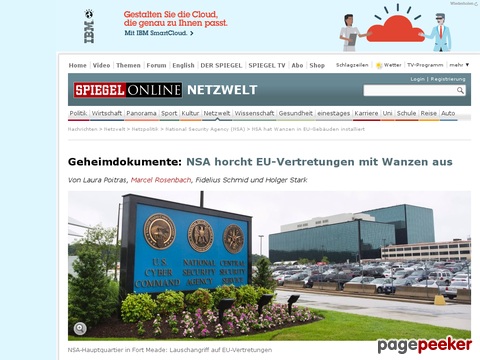 IBM
Gestalten Sie die Cloud,
die genau zu Ihnen passt.
Mit IBM SmartCloud.
Home Video Themen Forum English DER SPIEGEL SPIEGEL TV Abo Shop Schlagzeilen Wetter TV-Programm mehr
SPIEGEL ONLINE NETZWELT
Login | Registrierung
Politik Wirtschaft Panorama Sport Kultur Netzwelt Wissenschaft Gesundheit einestages Karriere Uni Schule Reise Auto
Nachrichten > Netzwelt > Netzpolitik > National Security Agency (NSA) > NSA hat Wanzen in EU-Gebäuden installiert
Geheimdokumente: NSA horcht EU-Vertretungen mit Wanzen aus
Von Laura Poitras, Marcel Rosenbach, Fidelius Schmid und Holger Stark
U.S.
CYBER
COMMAND
NATIONAL
SECURITY
AGENCY
CENTRAL
SECURITY
SERVICE
pagepeeker
NSA-Hauptquartier in Fort Meade: Lauschangriff auf EU-Vertretungen